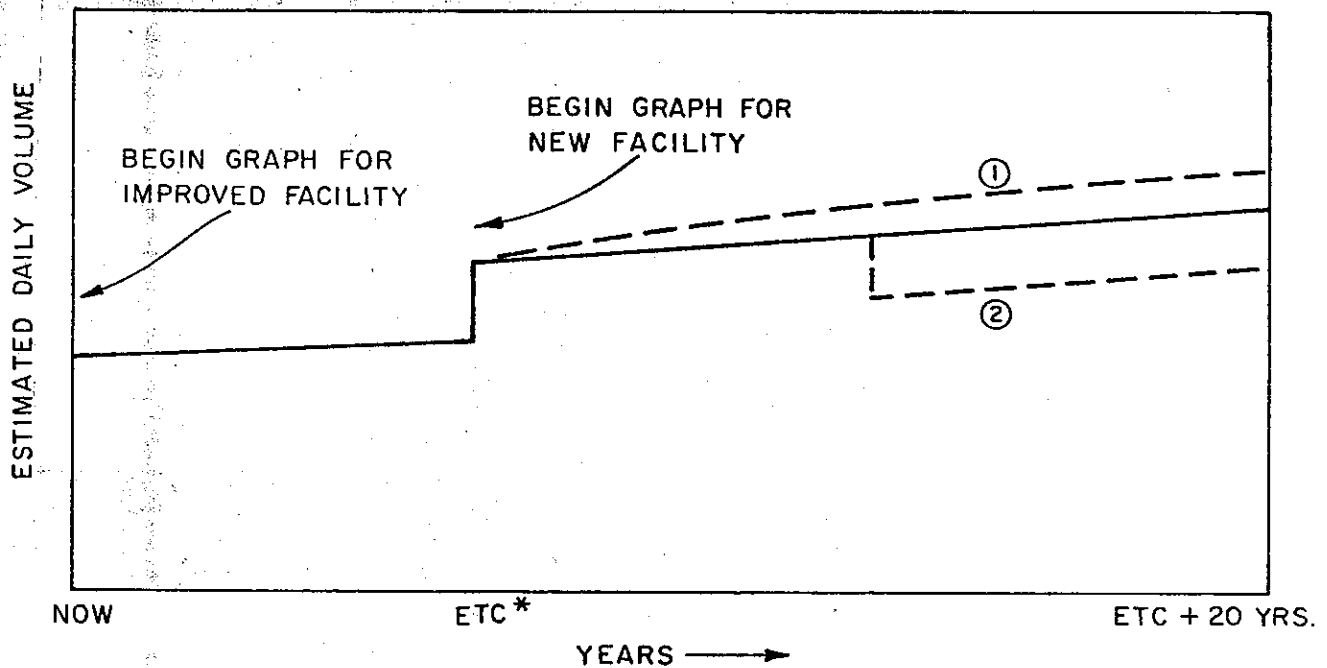 ESTIMATED DAILY VOLUME
BEGIN GRAPH FOR
IMPROVED FACILITY
BEGIN GRAPH FOR
NEW FACILITY
①
②
NOW
ETC*
ETC + 20 YRS.
YEARS